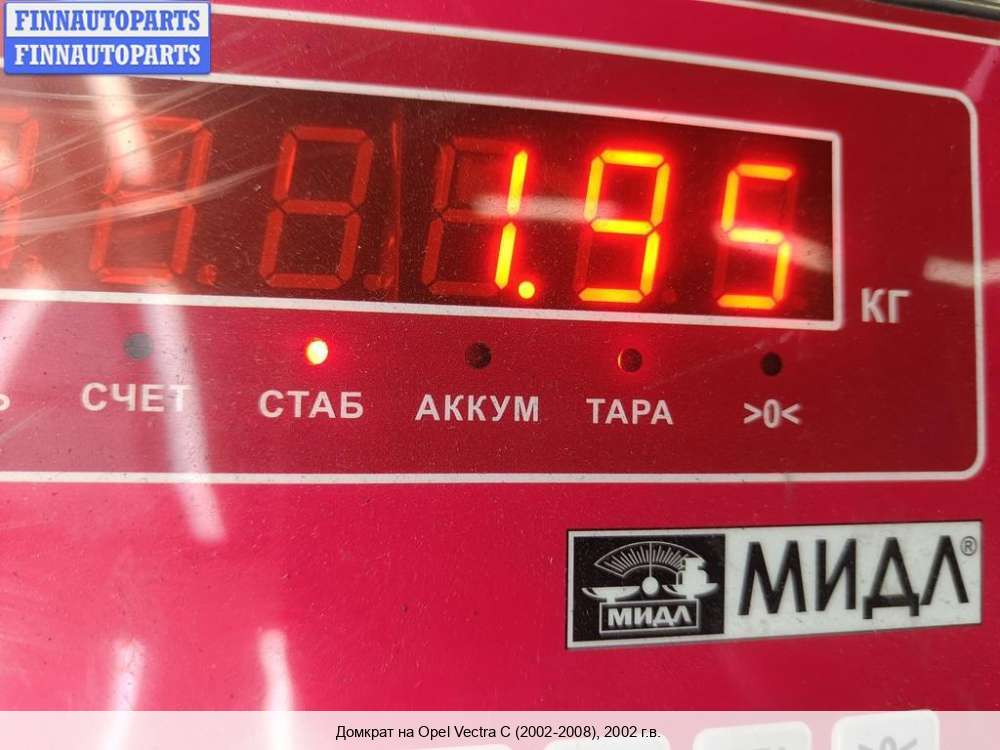 FINNAUTOPARTS
FINNAUTOPARTS
1.95
КГ
СЧЕТ СТАБ АККУМ ТАРА >0<
МИДЛ МИДЛ®
Домкрат на Opel Vectra C (2002-2008), 2002 г.в.